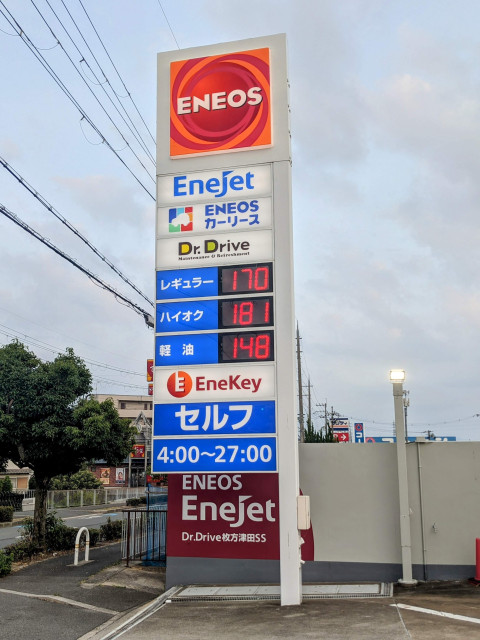 ENEOS
EneJet
ENEOS
カーリース
Dr. Drive
Maintenance & Refreshment
レギュラー 170
ハイオク 181
軽油 148
E EneKey
セルフ
4:00〜27:00
ENEOS
EneJet
Dr.Drive枚方津田SS